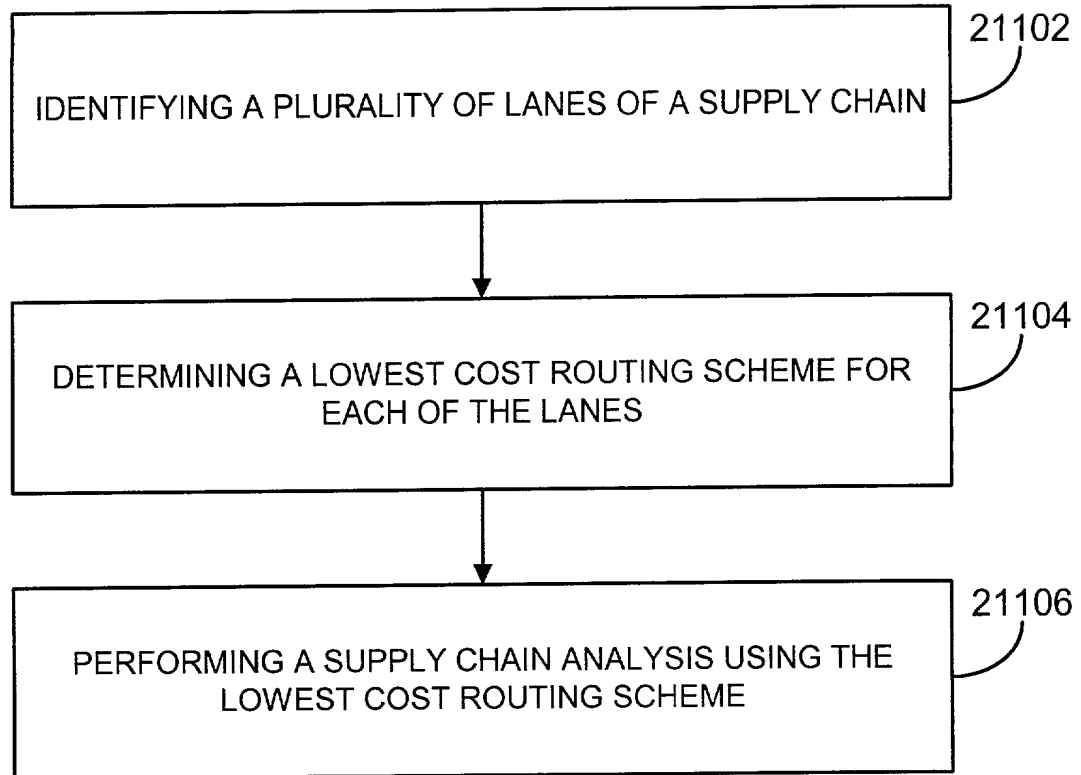 21102
IDENTIFYING A PLURALITY OF LANES OF A SUPPLY CHAIN
21104
DETERMINING A LOWEST COST ROUTING SCHEME FOR
EACH OF THE LANES
21106
PERFORMING A SUPPLY CHAIN ANALYSIS USING THE
LOWEST COST ROUTING SCHEME